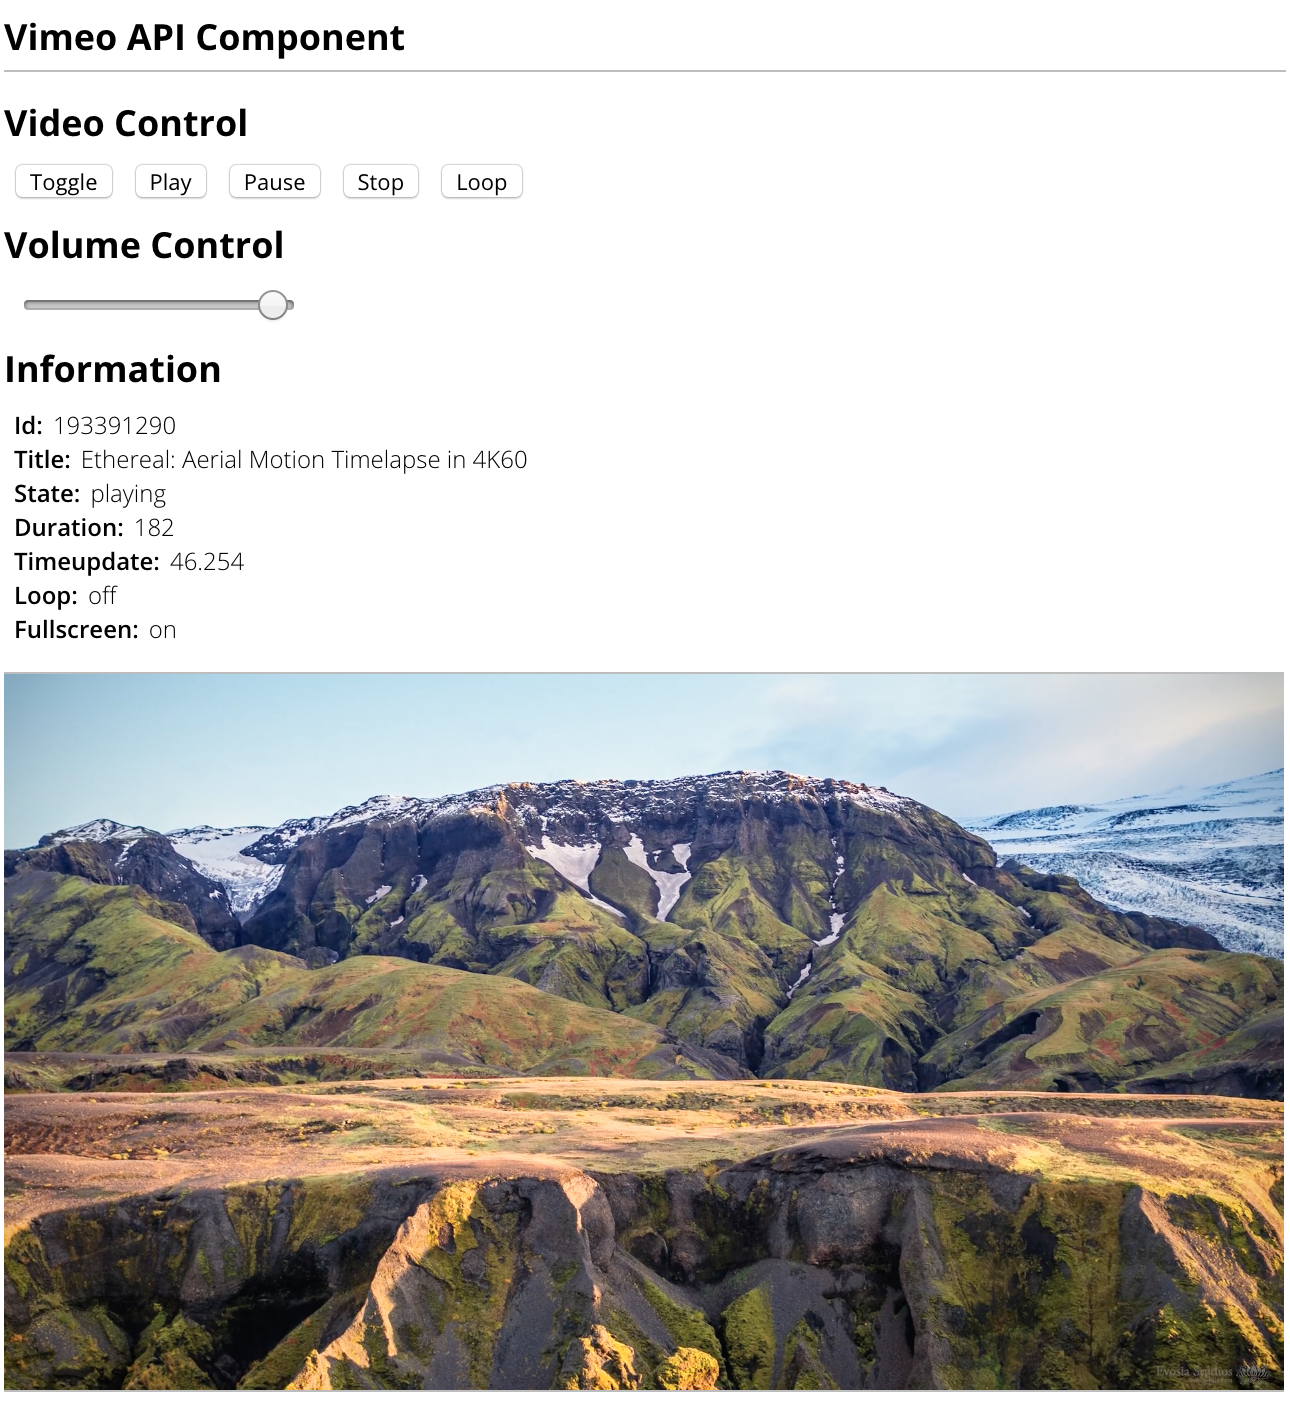 Vimeo API Component
Video Control
Toggle Play Pause Stop Loop
Volume Control
Information
Id: 193391290
Title: Ethereal: Aerial Motion Timelapse in 4K60
State: playing
Duration: 182
Timeupdate: 46.254
Loop: off
Fullscreen: on
Evosia Studios